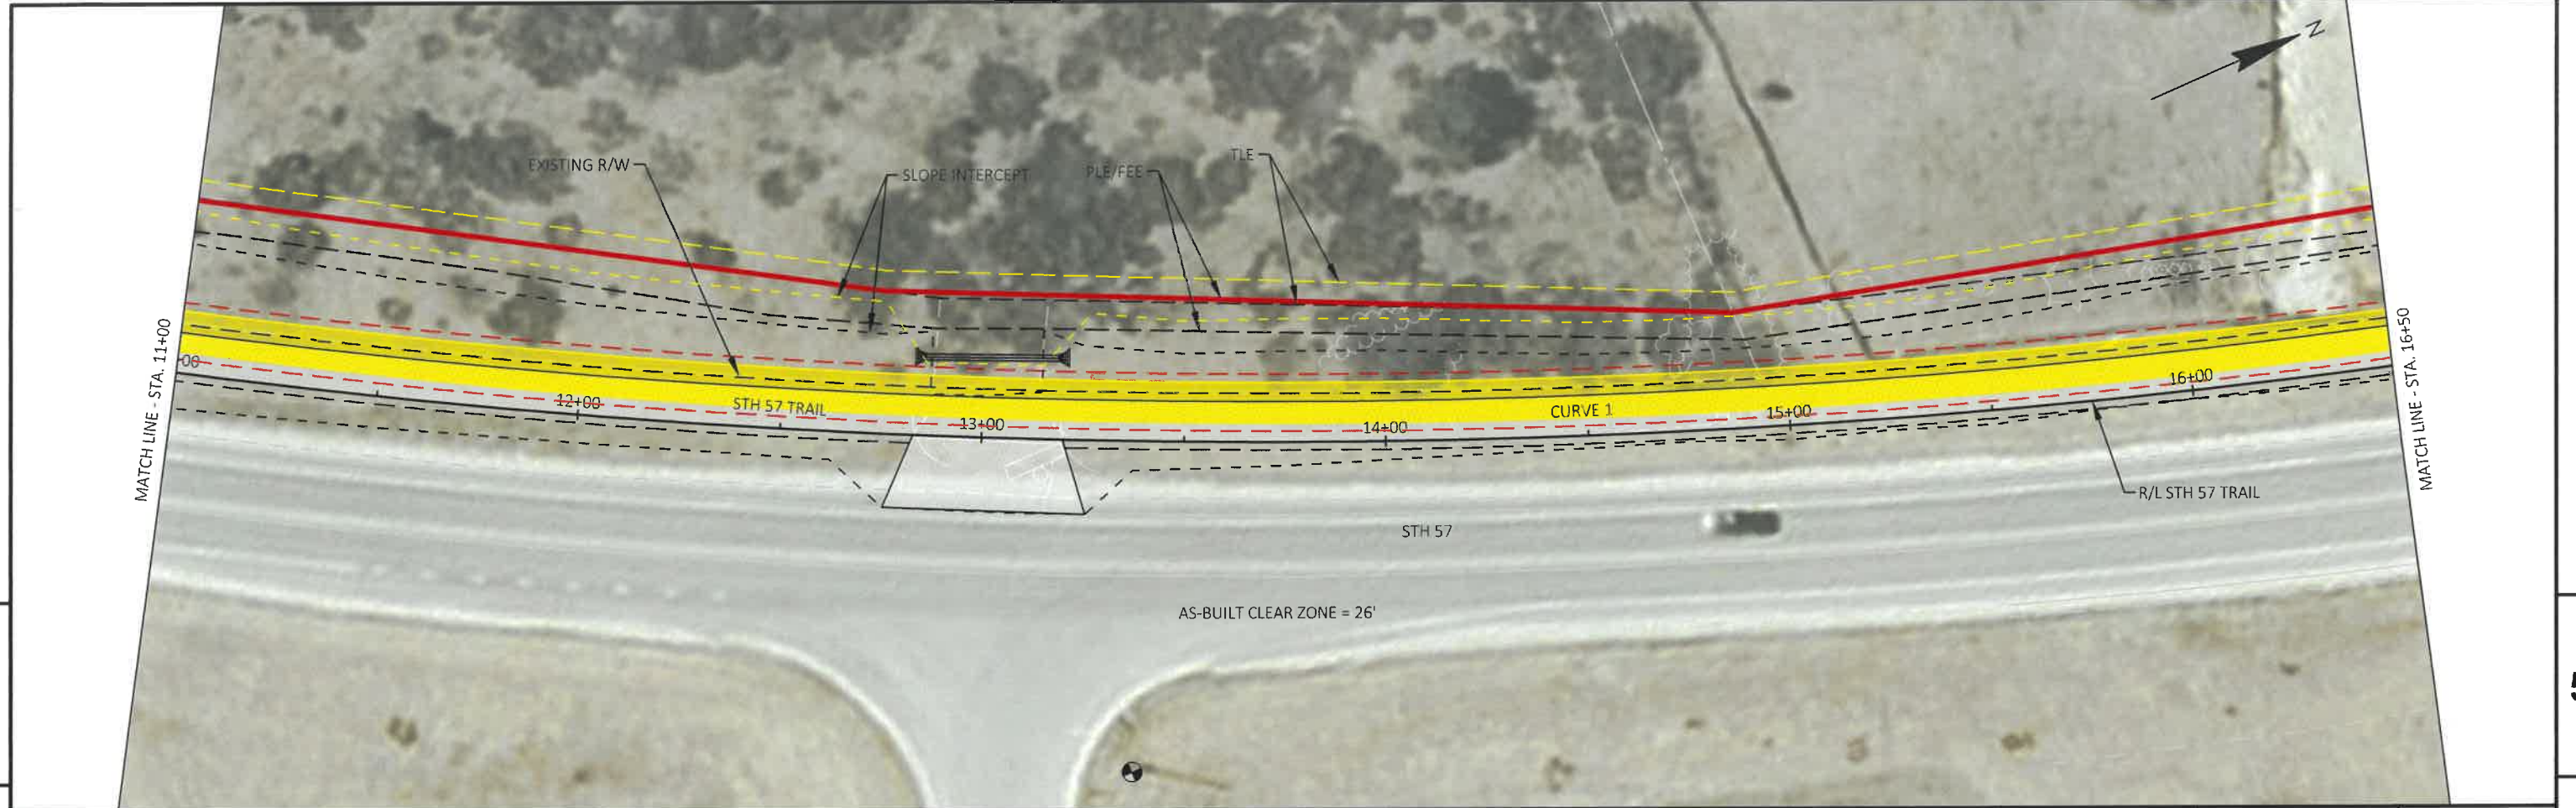 N
EXISTING R/W
SLOPE INTERCEPT
PLE/FEE
TLE
MATCH LINE - STA. 11+00
00
12+00
STH 57 TRAIL
13+00
14+00
CURVE 1
15+00
16+00
MATCH LINE - STA. 16+50
R/L STH 57 TRAIL
STH 57
AS-BUILT CLEAR ZONE = 26'